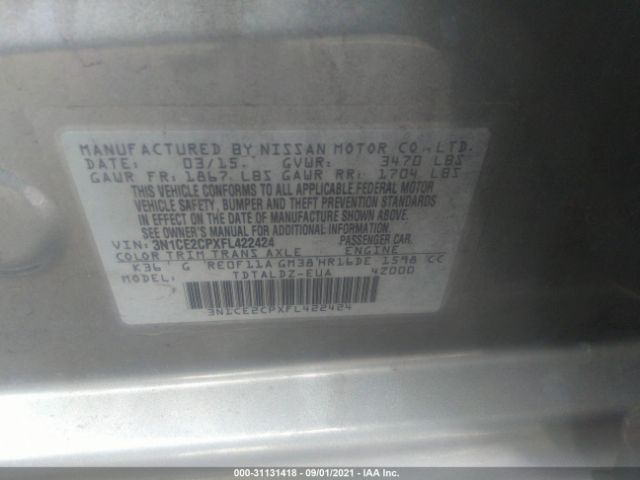 MANUFACTURED BY NISSAN MOTOR CO.,LTD.
DATE: 03/15. GVWR: 3470 LBS
GAWR FR: 1867 LBS GAWR RR: 1704 LBS
THIS VEHICLE CONFORMS TO ALL APPLICABLE FEDERAL MOTOR
VEHICLE SAFETY, BUMPER AND THEFT PREVENTION STANDARDS
IN EFFECT ON THE DATE OF MANUFACTURE SHOWN ABOVE.
SEE OWNER'S MANUAL FOR ADDITIONAL INFORMATION
VIN: 3N1CE2CPXFL422424 PASSENGER CAR
COLOR TRIM TRANS AXLE ENGINE
K36 G RE0F11A GM38 HR16DE 1598 CC
MODEL: TDTALDZ-EUA 42000
3N1CE2CPXFL422424
000-31131418 - 09/01/2021 - IAA Inc.